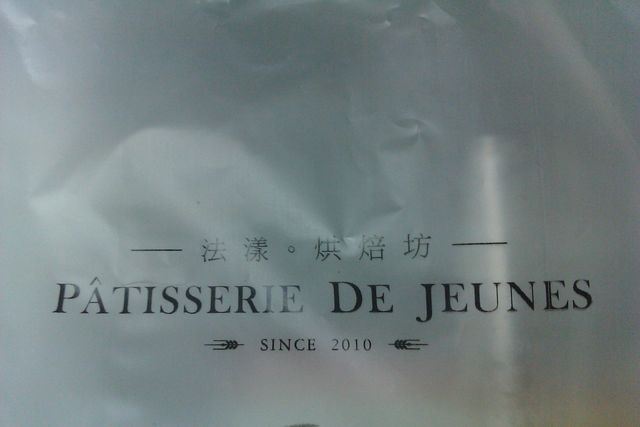 法漾。烘焙坊
PÂTISSERIE DE JEUNES
SINCE 2010